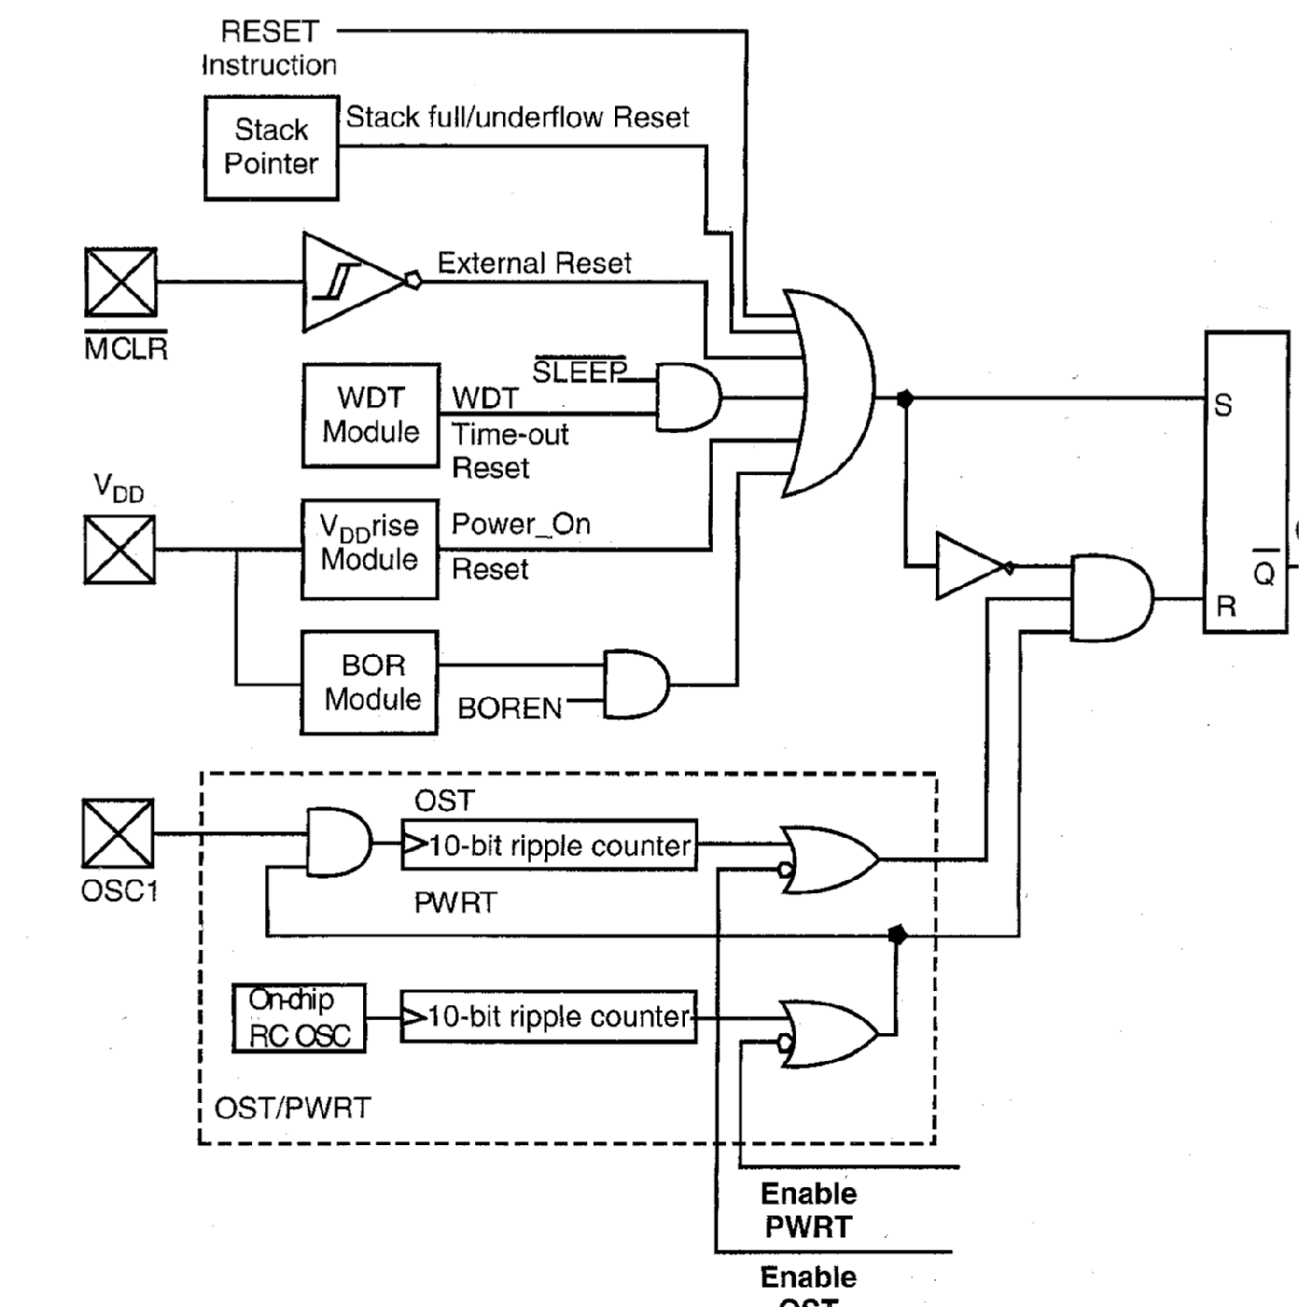 RESET
Instruction
Stack full/underflow Reset
Stack
Pointer
External Reset
MCLR
SLEEP
WDT
Module
WDT
Time-out
Reset
VDD
VDDrise
Module
Power_On
Reset
BOR
Module
BOREN
S
Q
R
OST
10-bit ripple counter
OSC1
PWRT
On-chip
RC OSC
10-bit ripple counter
OST/PWRT
Enable
PWRT
Enable
OST